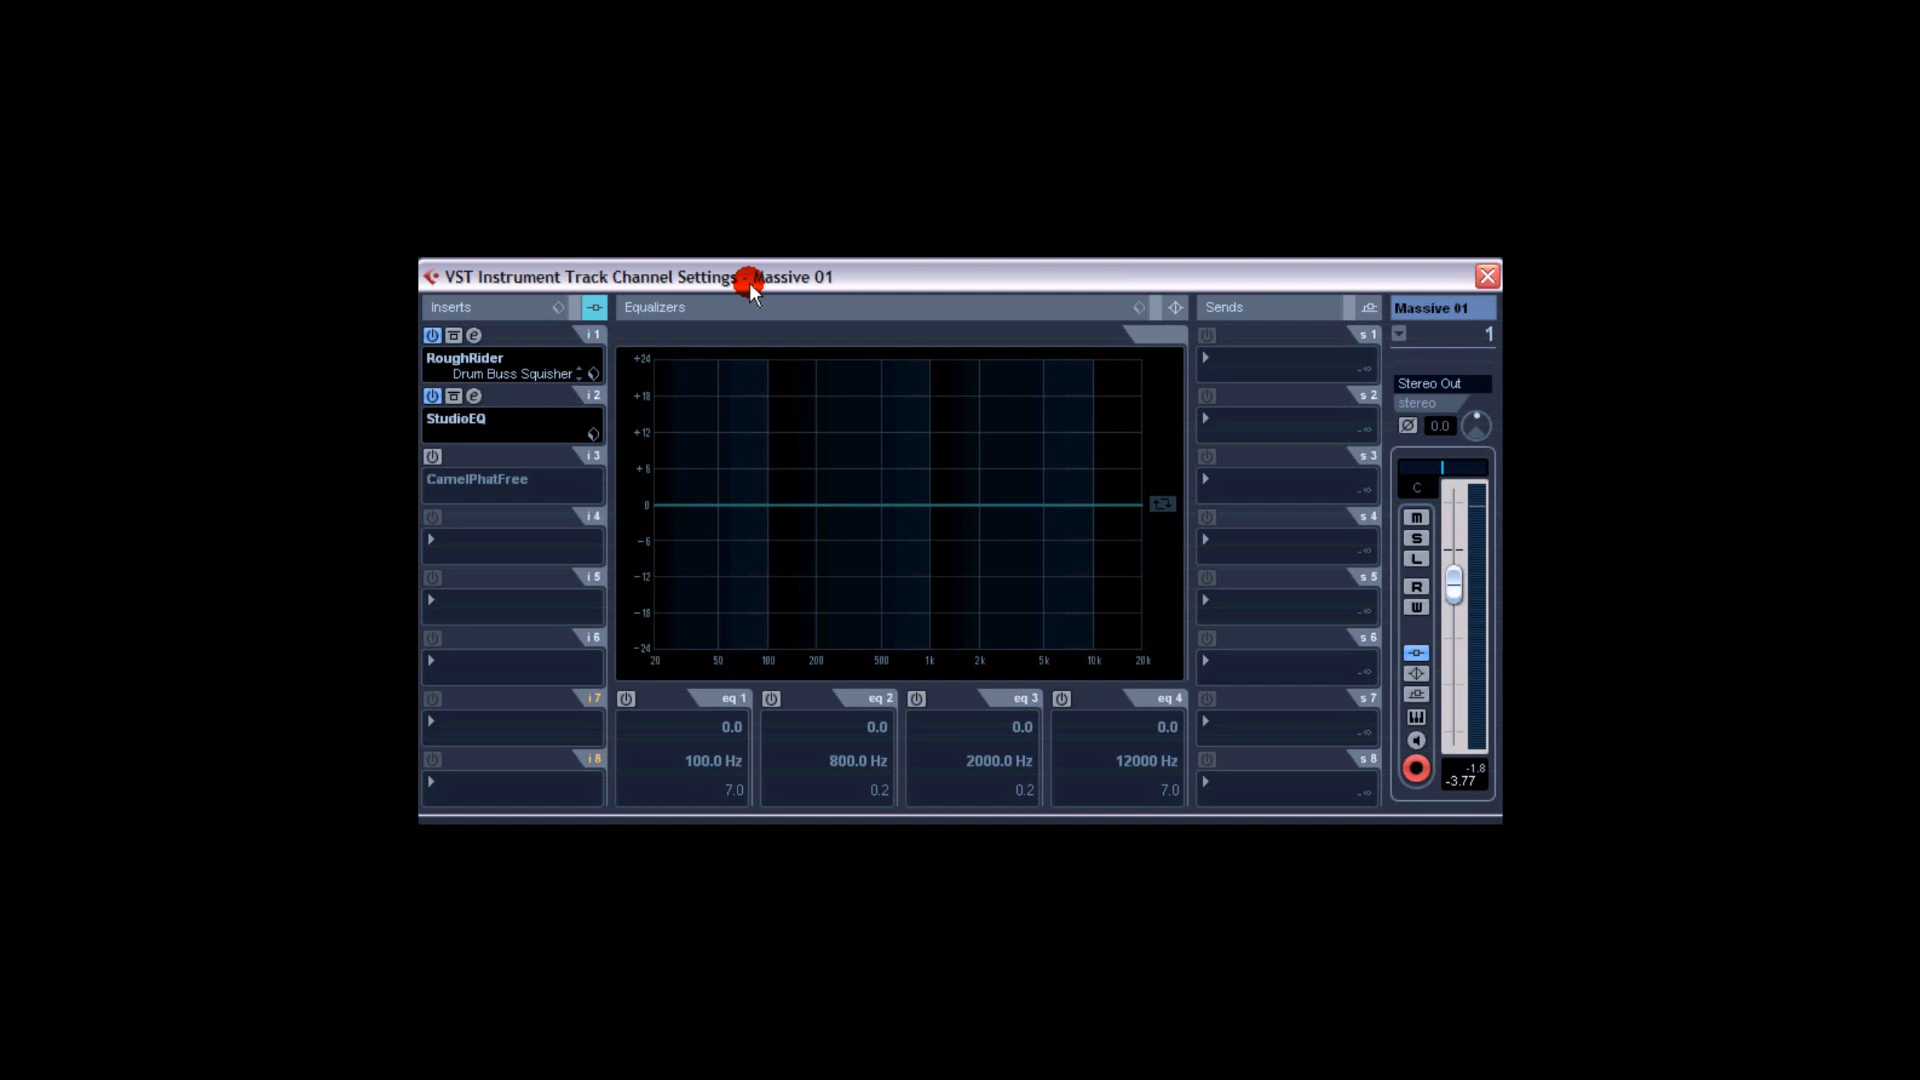 VST Instrument Track Channel Settings - Massive 01
Inserts
i 1
RoughRider
Drum Buss Squisher
i 2
StudioEQ
i 3
CamelPhatFree
i 4
i 5
i 6
i 7
i 8
Equalizers
+24
+18
+12
+6
0
-6
-12
-18
-24
20 50 100 200 500 1k 2k 5k 10k 20k
eq 1 eq 2 eq 3 eq 4
0.0 0.0 0.0 0.0
100.0 Hz 800.0 Hz 2000.0 Hz 12000 Hz
7.0 0.2 0.2 7.0
Sends
s 1
-∞
s 2
-∞
s 3
-∞
s 4
-∞
s 5
-∞
s 6
-∞
s 7
-∞
s 8
-∞
Massive 01
1
Stereo Out
stereo
0.0
C
M
S
L
R
W
-1.8
-3.77